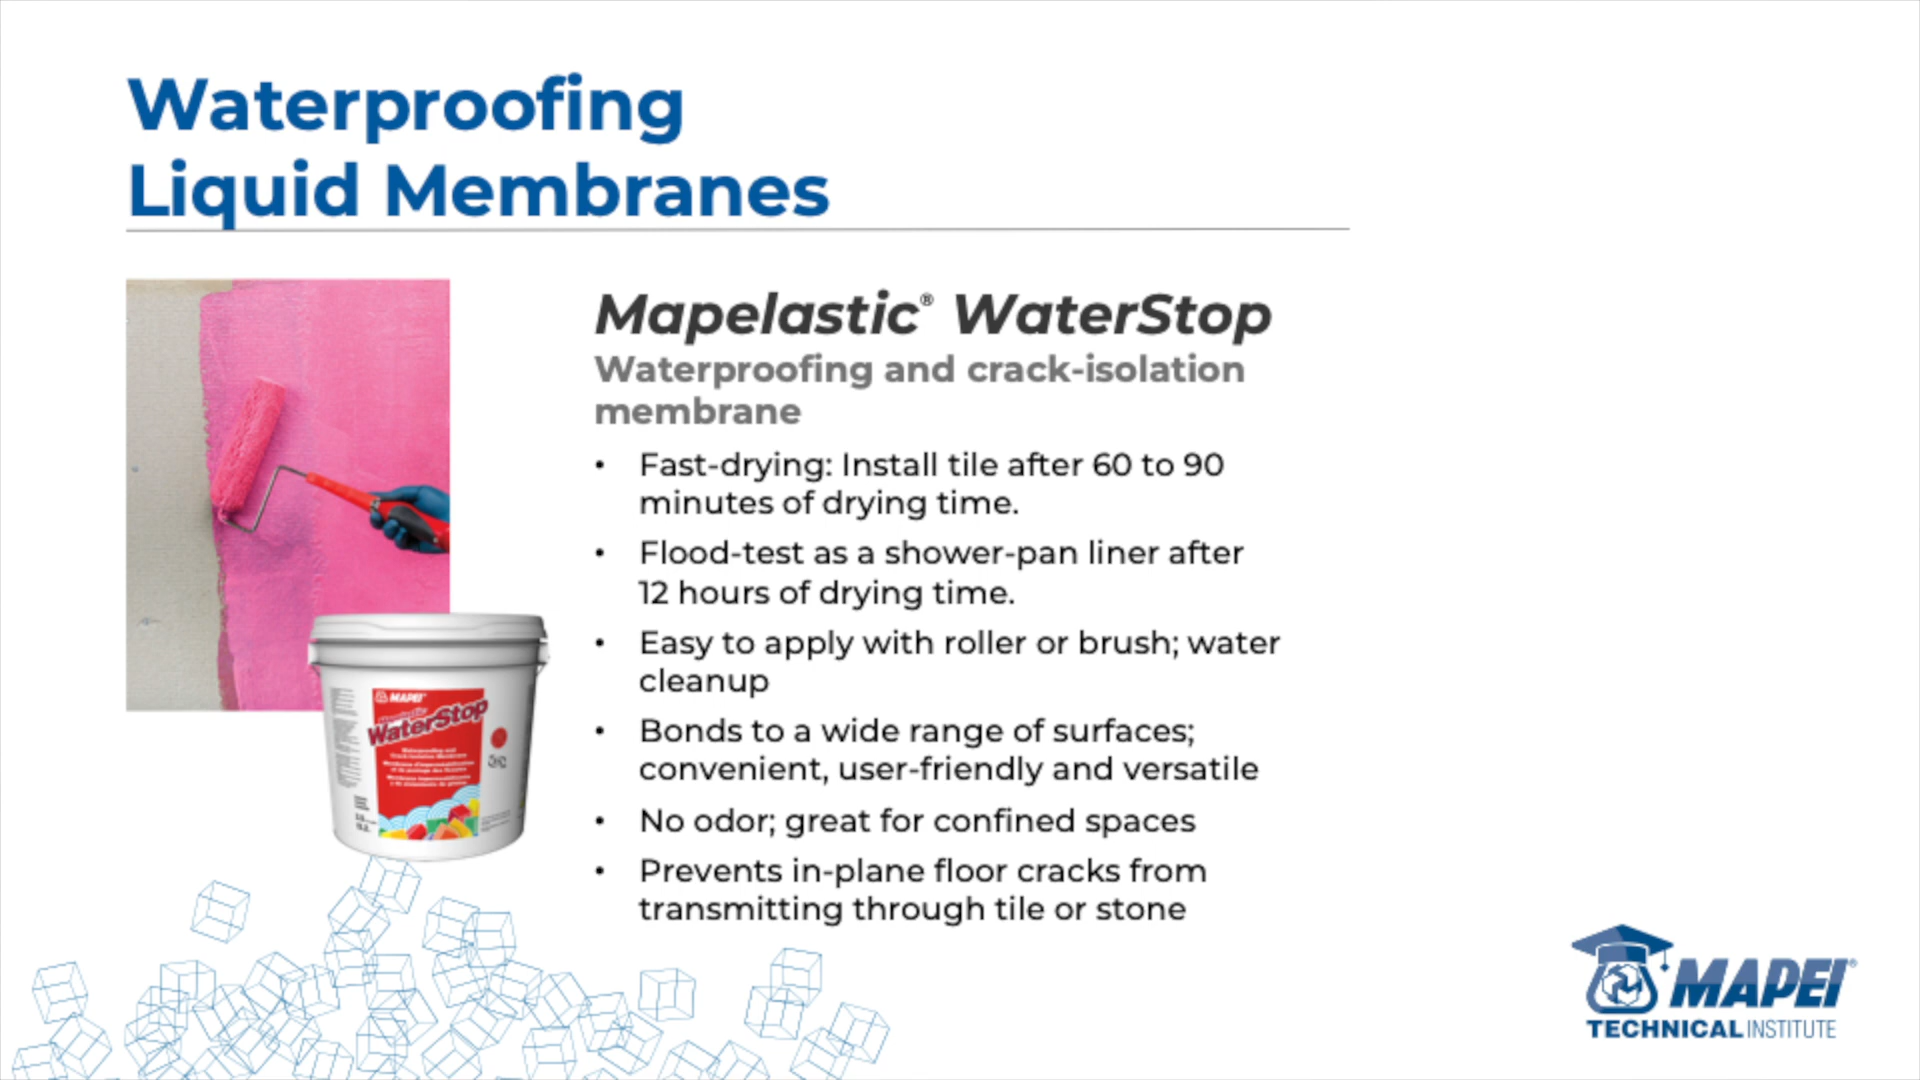 Waterproofing
Liquid Membranes
Mapelastic® WaterStop
Waterproofing and crack-isolation
membrane
• Fast-drying: Install tile after 60 to 90
minutes of drying time.
• Flood-test as a shower-pan liner after
12 hours of drying time.
• Easy to apply with roller or brush; water
cleanup
• Bonds to a wide range of surfaces;
convenient, user-friendly and versatile
• No odor; great for confined spaces
• Prevents in-plane floor cracks from
transmitting through tile or stone
MAPEI
WaterStop
MAPEI®
TECHNICAL INSTITUTE